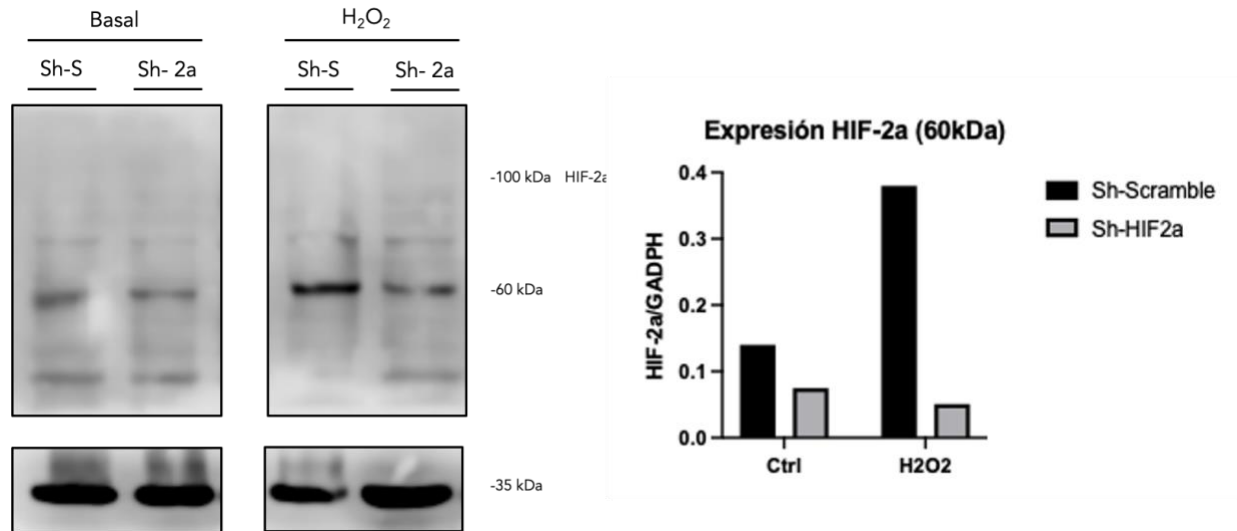 Basal
H₂O₂
Sh-S
Sh- 2a
Sh-S
Sh- 2a
-100 kDa HIF-2a
-60 kDa
-35 kDa
Expresión HIF-2a (60kDa)
HIF-2a/GADPH
0.4
0.3
0.2
0.1
0.0
Ctrl
H2O2
Sh-Scramble
Sh-HIF2a